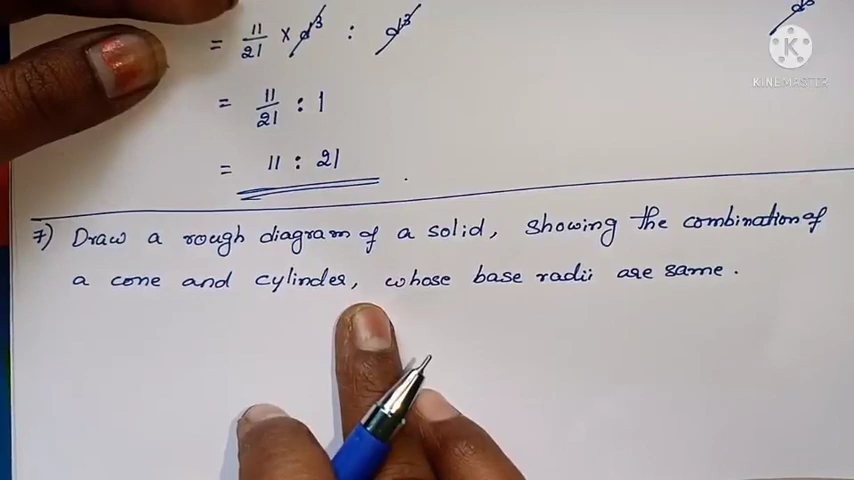 = 11/21 × d³ : d³
= 11/21 : 1
= 11 : 21
7) Draw a rough diagram of a solid, showing the combination of
a cone and cylinder, whose base radii are same.
KINEMASTER